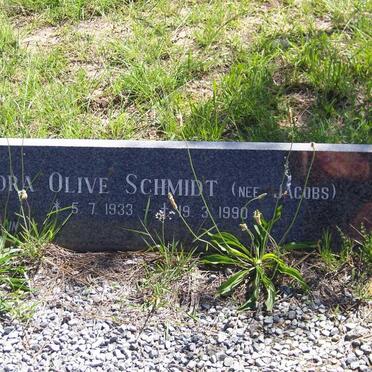 ORA OLIVE SCHMIDT (NEE JACOBS)
* 5. 7. 1933 † 19. 3. 1990